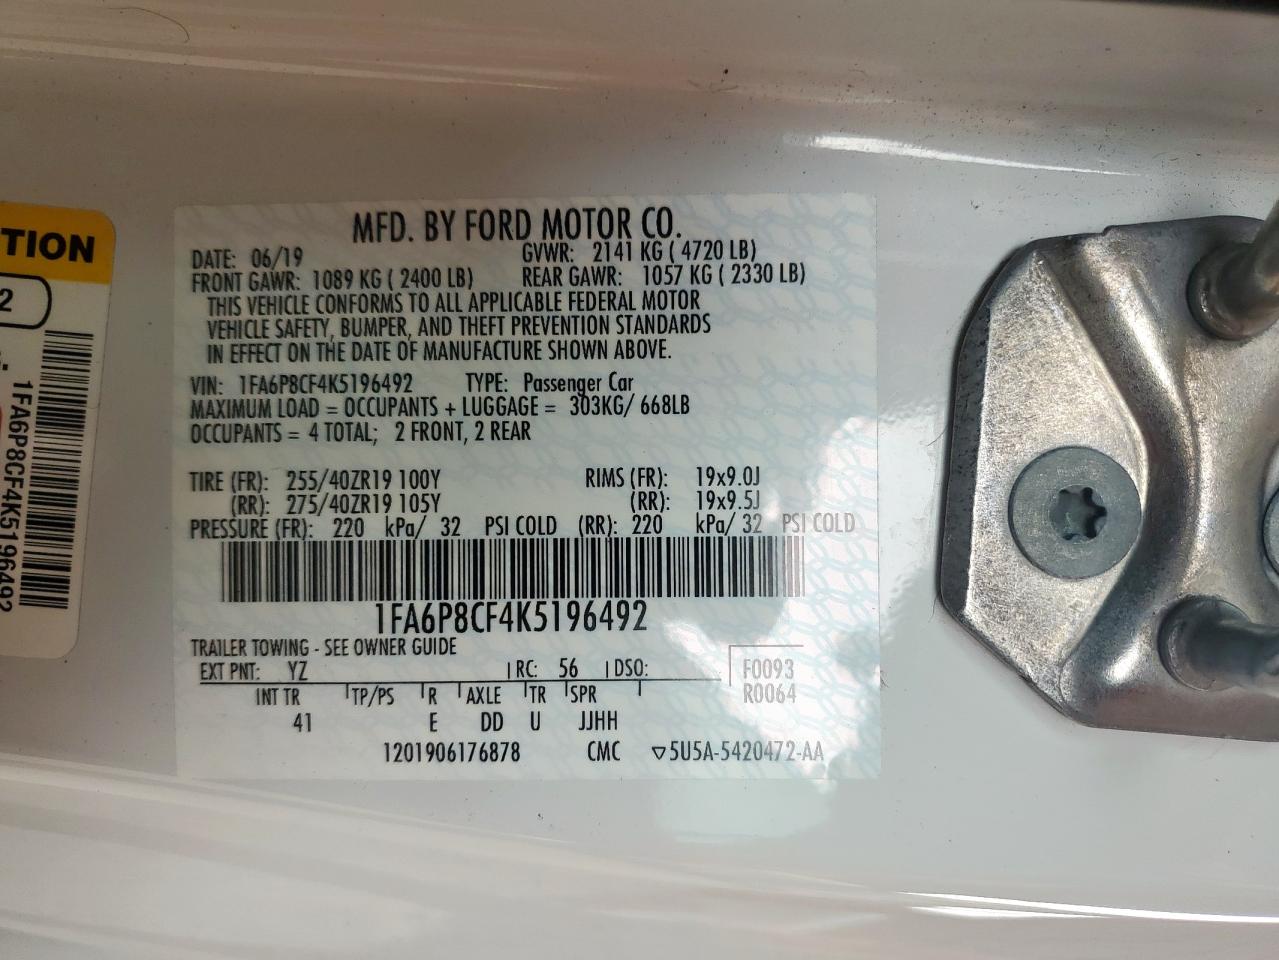 MFD. BY FORD MOTOR CO.
DATE: 06/19 GVWR: 2141 KG ( 4720 LB)
FRONT GAWR: 1089 KG ( 2400 LB) REAR GAWR: 1057 KG ( 2330 LB)
THIS VEHICLE CONFORMS TO ALL APPLICABLE FEDERAL MOTOR
VEHICLE SAFETY, BUMPER, AND THEFT PREVENTION STANDARDS
IN EFFECT ON THE DATE OF MANUFACTURE SHOWN ABOVE.
VIN: 1FA6P8CF4K5196492 TYPE: Passenger Car
MAXIMUM LOAD = OCCUPANTS + LUGGAGE = 303KG/ 668LB
OCCUPANTS = 4 TOTAL; 2 FRONT, 2 REAR
TIRE (FR): 255/40ZR19 100Y RIMS (FR): 19x9.0J
(RR): 275/40ZR19 105Y (RR): 19x9.5J
PRESSURE (FR): 220 kPa/ 32 PSI COLD (RR): 220 kPa/ 32 PSI COLD
1FA6P8CF4K5196492
TRAILER TOWING - SEE OWNER GUIDE
EXT PNT: YZ RC: 56 DSO: F0093
INT TR TP/PS R AXLE TR SPR R0064
41 E DD U JJHH
1201906176878 CMC ▽5U5A-5420472-AA
TION
2
1FA6P8CF4K5196492